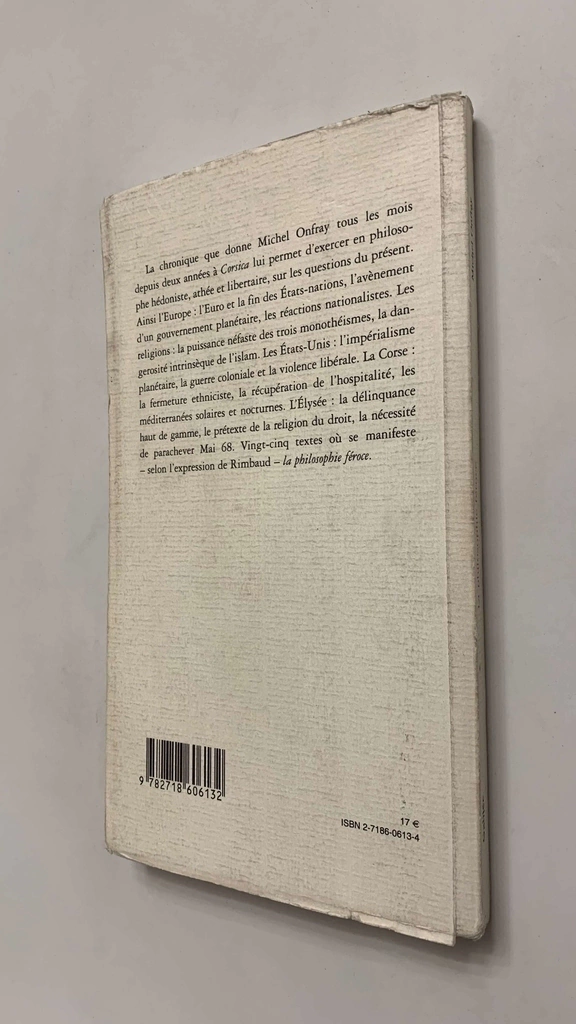 La chronique que donne Michel Onfray tous les mois
depuis deux années à Corsica lui permet d'exercer en philoso-
phe hédoniste, athée et libertaire, sur les questions du présent.
Ainsi l'Europe : l'Euro et la fin des États-nations, l'avènement
d'un gouvernement planétaire, les réactions nationalistes. Les
religions : la puissance néfaste des trois monothéismes, la dan-
gerosité intrinsèque de l'islam. Les États-Unis : l'impérialisme
planétaire, la guerre coloniale et la violence libérale. La Corse :
la fermeture ethniciste, la récupération de l'hospitalité, les
méditerranées solaires et nocturnes. L'Élysée : la délinquance
haut de gamme, le prétexte de la religion du droit, la nécessité
de parachever Mai 68. Vingt-cinq textes où se manifeste
– selon l'expression de Rimbaud – la philosophie féroce.
9 782718 606132
17 €
ISBN 2-7186-0613-4